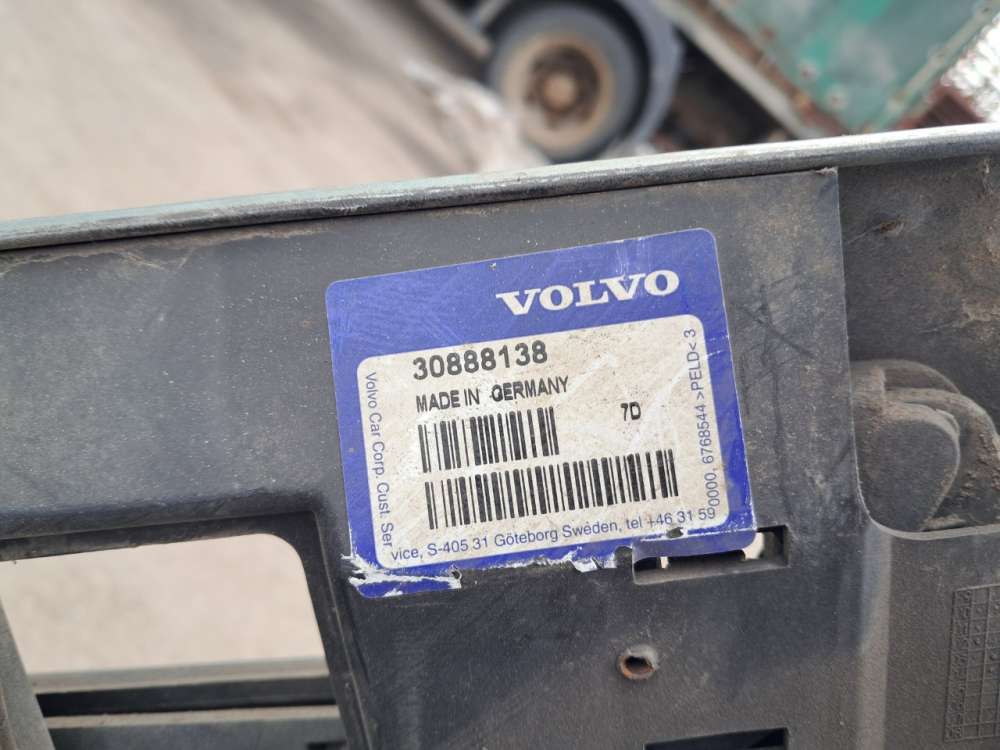 VOLVO
30888138
MADE IN GERMANY
7D
Volvo Car Corp. Cust. Ser
vice, S-405 31 Göteborg Sweden, tel +46 31 59
0000, 6768544 >PELD< 3